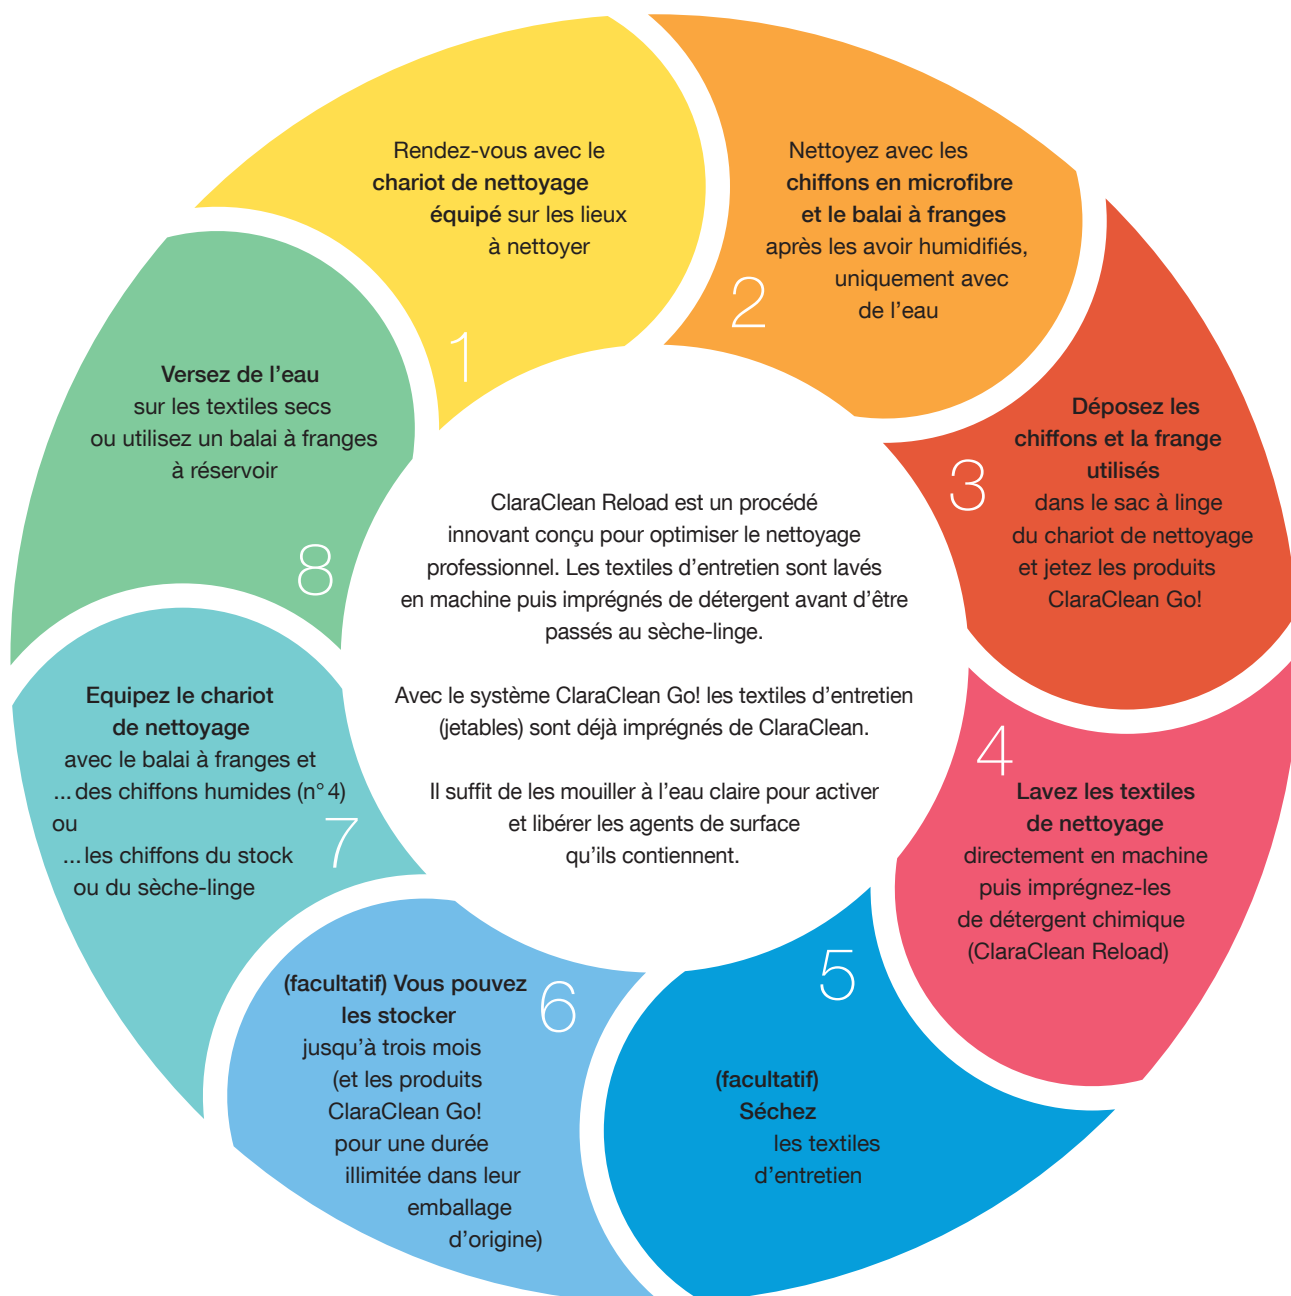 Rendez-vous avec le
chariot de nettoyage
équipé sur les lieux
à nettoyer
1
Nettoyez avec les
chiffons en microfibre
et le balai à franges
après les avoir humidifiés,
uniquement avec
de l’eau
2
Déposez les
chiffons et la frange
utilisés
dans le sac à linge
du chariot de nettoyage
et jetez les produits
ClaraClean Go!
3
Lavez les textiles
de nettoyage
directement en machine
puis imprégnez-les
de détergent chimique
(ClaraClean Reload)
4
(facultatif)
Séchez
les textiles
d’entretien
5
(facultatif) Vous pouvez
les stocker
jusqu’à trois mois
(et les produits
ClaraClean Go!
pour une durée
illimitée dans leur
emballage
d’origine)
6
Equipez le chariot
de nettoyage
avec le balai à franges et
... des chiffons humides (n° 4)
ou
... les chiffons du stock
ou du sèche-linge
7
Versez de l’eau
sur les textiles secs
ou utilisez un balai à franges
à réservoir
8
ClaraClean Reload est un procédé
innovant conçu pour optimiser le nettoyage
professionnel. Les textiles d’entretien sont lavés
en machine puis imprégnés de détergent avant d’être
passés au sèche-linge.
Avec le système ClaraClean Go! les textiles d’entretien
(jetables) sont déjà imprégnés de ClaraClean.
Il suffit de les mouiller à l’eau claire pour activer
et libérer les agents de surface
qu’ils contiennent.